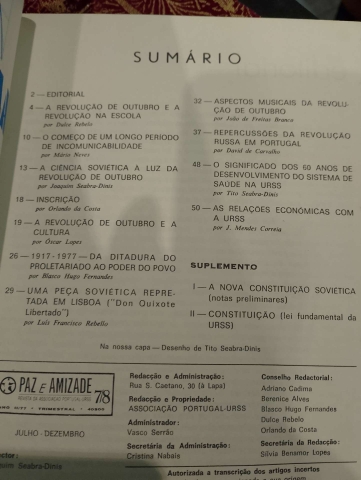 SUMÁRIO
2 — EDITORIAL
4 — A REVOLUÇÃO DE OUTUBRO E A
REVOLUÇÃO NA ESCOLA
por Dulce Rebelo
10 — O COMEÇO DE UM LONGO PERIODO
DE INCOMUNICABILIDADE
por Mário Neves
13 — A CIÊNCIA SOVIÉTICA À LUZ DA
REVOLUÇÃO DE OUTUBRO
por Joaquim Seabra-Dinis
18 — INSCRIÇÃO
por Orlando da Costa
19 — A REVOLUÇÃO DE OUTUBRO E A
CULTURA
por Óscar Lopes
26 — 1917-1977 — DA DITADURA DO
PROLETARIADO AO PODER DO POVO
por Blasco Hugo Fernandes
29 — UMA PEÇA SOVIÉTICA REPRE-
TADA EM LISBOA ("Don Quixote
Libertado")
por Luís Francisco Rebello
32 — ASPECTOS MUSICAIS DA REVOLU-
ÇÃO DE OUTUBRO
por João de Freitas Branco
37 — REPERCUSSÕES DA REVOLUÇÃO
RUSSA EM PORTUGAL
por David de Carvalho
48 — O SIGNIFICADO DOS 60 ANOS DE
DESENVOLVIMENTO DO SISTEMA DE
SAÚDE NA URSS
por Tito Seabra-Dinis
50 — AS RELAÇÕES ECONÓMICAS COM
A URSS
por J. Mendes Correia
SUPLEMENTO
I — A NOVA CONSTITUIÇÃO SOVIÉTICA
(notas preliminares)
II — CONSTITUIÇÃO (lei fundamental da
URSS)
Na nossa capa — Desenho de Tito Seabra-Dinis
PAZ E AMIZADE
78
JULHO - DEZEMBRO
Seabra-Dinis
Redacção e Administração:
Rua S. Caetano, 30 (à Lapa)
Redacção e Propriedade:
ASSOCIAÇÃO PORTUGAL-URSS
Administrador:
Vasco Serrão
Secretária da Administração:
Cristina Nabais
Conselho Redactorial:
Adriano Cadima
Berenice Alves
Blasco Hugo Fernandes
Dulce Rebelo
Orlando da Costa
Secretária da Redacção:
Sílvia Benamor Lopes
Autorizada a transcrição dos artigos insertos